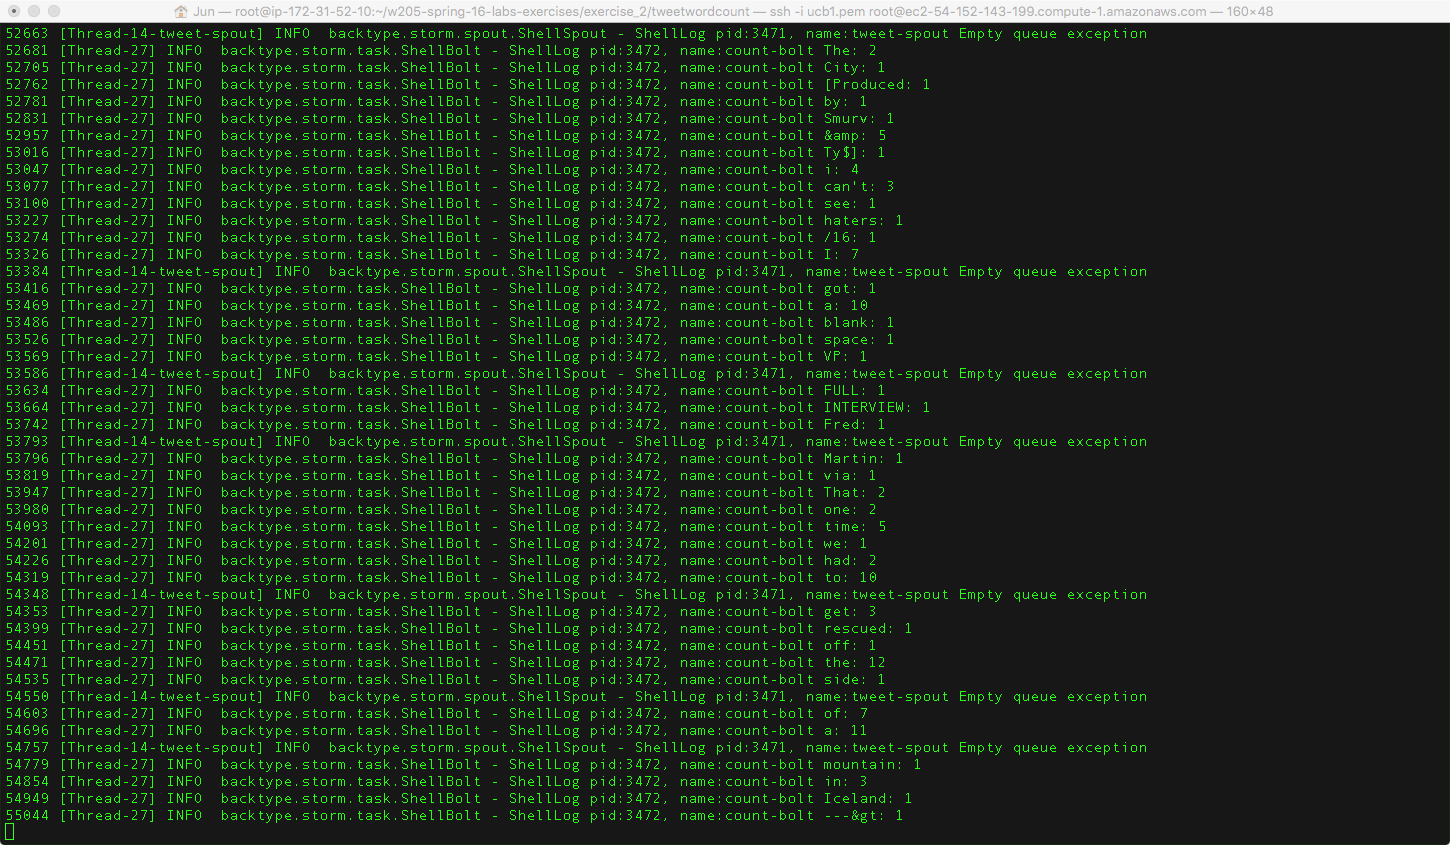 Jun — root@ip-172-31-52-10:~/w205-spring-16-labs-exercises/exercise_2/tweetwordcount — ssh -i ucb1.pem root@ec2-54-152-143-199.compute-1.amazonaws.com — 160×48
52663 [Thread-14-tweet-spout] INFO  backtype.storm.spout.ShellSpout - ShellLog pid:3471, name:tweet-spout Empty queue exception
52681 [Thread-27] INFO  backtype.storm.task.ShellBolt - ShellLog pid:3472, name:count-bolt The: 2
52705 [Thread-27] INFO  backtype.storm.task.ShellBolt - ShellLog pid:3472, name:count-bolt City: 1
52762 [Thread-27] INFO  backtype.storm.task.ShellBolt - ShellLog pid:3472, name:count-bolt [Produced: 1
52781 [Thread-27] INFO  backtype.storm.task.ShellBolt - ShellLog pid:3472, name:count-bolt by: 1
52831 [Thread-27] INFO  backtype.storm.task.ShellBolt - ShellLog pid:3472, name:count-bolt Smurv: 1
52957 [Thread-27] INFO  backtype.storm.task.ShellBolt - ShellLog pid:3472, name:count-bolt &amp: 5
53016 [Thread-27] INFO  backtype.storm.task.ShellBolt - ShellLog pid:3472, name:count-bolt Ty$]: 1
53047 [Thread-27] INFO  backtype.storm.task.ShellBolt - ShellLog pid:3472, name:count-bolt i: 4
53077 [Thread-27] INFO  backtype.storm.task.ShellBolt - ShellLog pid:3472, name:count-bolt can't: 3
53100 [Thread-27] INFO  backtype.storm.task.ShellBolt - ShellLog pid:3472, name:count-bolt see: 1
53227 [Thread-27] INFO  backtype.storm.task.ShellBolt - ShellLog pid:3472, name:count-bolt haters: 1
53274 [Thread-27] INFO  backtype.storm.task.ShellBolt - ShellLog pid:3472, name:count-bolt /16: 1
53326 [Thread-27] INFO  backtype.storm.task.ShellBolt - ShellLog pid:3472, name:count-bolt I: 7
53384 [Thread-14-tweet-spout] INFO  backtype.storm.spout.ShellSpout - ShellLog pid:3471, name:tweet-spout Empty queue exception
53416 [Thread-27] INFO  backtype.storm.task.ShellBolt - ShellLog pid:3472, name:count-bolt got: 1
53469 [Thread-27] INFO  backtype.storm.task.ShellBolt - ShellLog pid:3472, name:count-bolt a: 10
53486 [Thread-27] INFO  backtype.storm.task.ShellBolt - ShellLog pid:3472, name:count-bolt blank: 1
53526 [Thread-27] INFO  backtype.storm.task.ShellBolt - ShellLog pid:3472, name:count-bolt space: 1
53569 [Thread-27] INFO  backtype.storm.task.ShellBolt - ShellLog pid:3472, name:count-bolt VP: 1
53586 [Thread-14-tweet-spout] INFO  backtype.storm.spout.ShellSpout - ShellLog pid:3471, name:tweet-spout Empty queue exception
53634 [Thread-27] INFO  backtype.storm.task.ShellBolt - ShellLog pid:3472, name:count-bolt FULL: 1
53664 [Thread-27] INFO  backtype.storm.task.ShellBolt - ShellLog pid:3472, name:count-bolt INTERVIEW: 1
53742 [Thread-27] INFO  backtype.storm.task.ShellBolt - ShellLog pid:3472, name:count-bolt Fred: 1
53793 [Thread-14-tweet-spout] INFO  backtype.storm.spout.ShellSpout - ShellLog pid:3471, name:tweet-spout Empty queue exception
53796 [Thread-27] INFO  backtype.storm.task.ShellBolt - ShellLog pid:3472, name:count-bolt Martin: 1
53819 [Thread-27] INFO  backtype.storm.task.ShellBolt - ShellLog pid:3472, name:count-bolt via: 1
53947 [Thread-27] INFO  backtype.storm.task.ShellBolt - ShellLog pid:3472, name:count-bolt That: 2
53980 [Thread-27] INFO  backtype.storm.task.ShellBolt - ShellLog pid:3472, name:count-bolt one: 2
54093 [Thread-27] INFO  backtype.storm.task.ShellBolt - ShellLog pid:3472, name:count-bolt time: 5
54201 [Thread-27] INFO  backtype.storm.task.ShellBolt - ShellLog pid:3472, name:count-bolt we: 1
54226 [Thread-27] INFO  backtype.storm.task.ShellBolt - ShellLog pid:3472, name:count-bolt had: 2
54319 [Thread-27] INFO  backtype.storm.task.ShellBolt - ShellLog pid:3472, name:count-bolt to: 10
54348 [Thread-14-tweet-spout] INFO  backtype.storm.spout.ShellSpout - ShellLog pid:3471, name:tweet-spout Empty queue exception
54353 [Thread-27] INFO  backtype.storm.task.ShellBolt - ShellLog pid:3472, name:count-bolt get: 3
54399 [Thread-27] INFO  backtype.storm.task.ShellBolt - ShellLog pid:3472, name:count-bolt rescued: 1
54451 [Thread-27] INFO  backtype.storm.task.ShellBolt - ShellLog pid:3472, name:count-bolt off: 1
54471 [Thread-27] INFO  backtype.storm.task.ShellBolt - ShellLog pid:3472, name:count-bolt the: 12
54535 [Thread-27] INFO  backtype.storm.task.ShellBolt - ShellLog pid:3472, name:count-bolt side: 1
54550 [Thread-14-tweet-spout] INFO  backtype.storm.spout.ShellSpout - ShellLog pid:3471, name:tweet-spout Empty queue exception
54603 [Thread-27] INFO  backtype.storm.task.ShellBolt - ShellLog pid:3472, name:count-bolt of: 7
54696 [Thread-27] INFO  backtype.storm.task.ShellBolt - ShellLog pid:3472, name:count-bolt a: 11
54757 [Thread-14-tweet-spout] INFO  backtype.storm.spout.ShellSpout - ShellLog pid:3471, name:tweet-spout Empty queue exception
54779 [Thread-27] INFO  backtype.storm.task.ShellBolt - ShellLog pid:3472, name:count-bolt mountain: 1
54854 [Thread-27] INFO  backtype.storm.task.ShellBolt - ShellLog pid:3472, name:count-bolt in: 3
54949 [Thread-27] INFO  backtype.storm.task.ShellBolt - ShellLog pid:3472, name:count-bolt Iceland: 1
55044 [Thread-27] INFO  backtype.storm.task.ShellBolt - ShellLog pid:3472, name:count-bolt ---&gt: 1